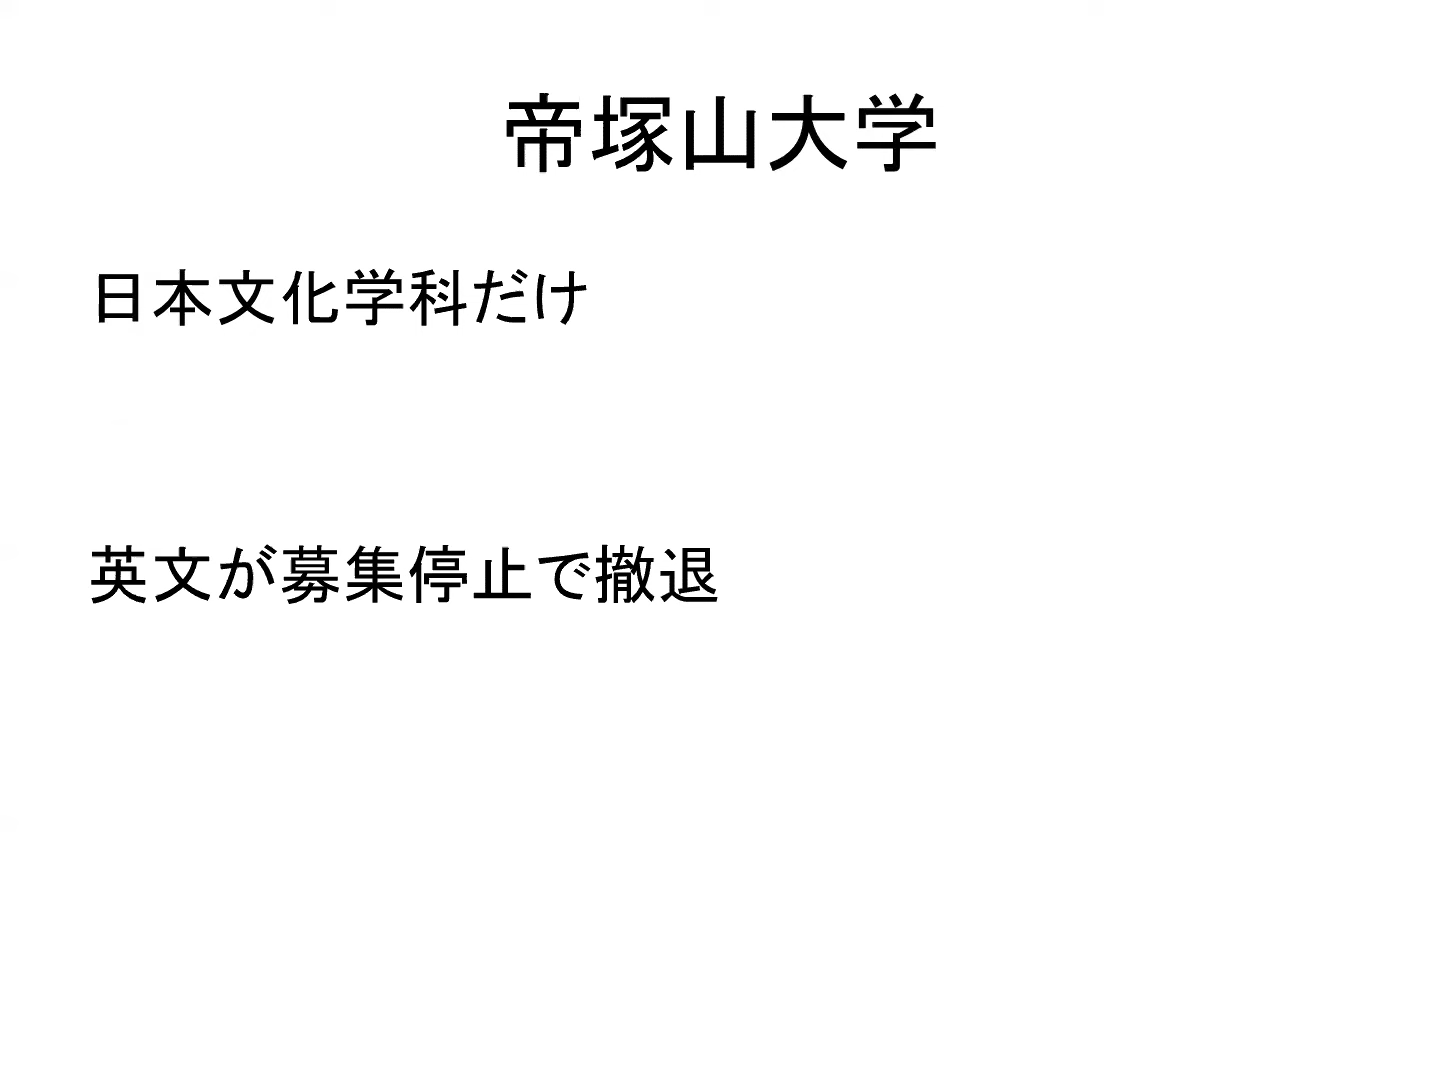 帝塚山大学
日本文化学科だけ
英文が募集停止で撤退